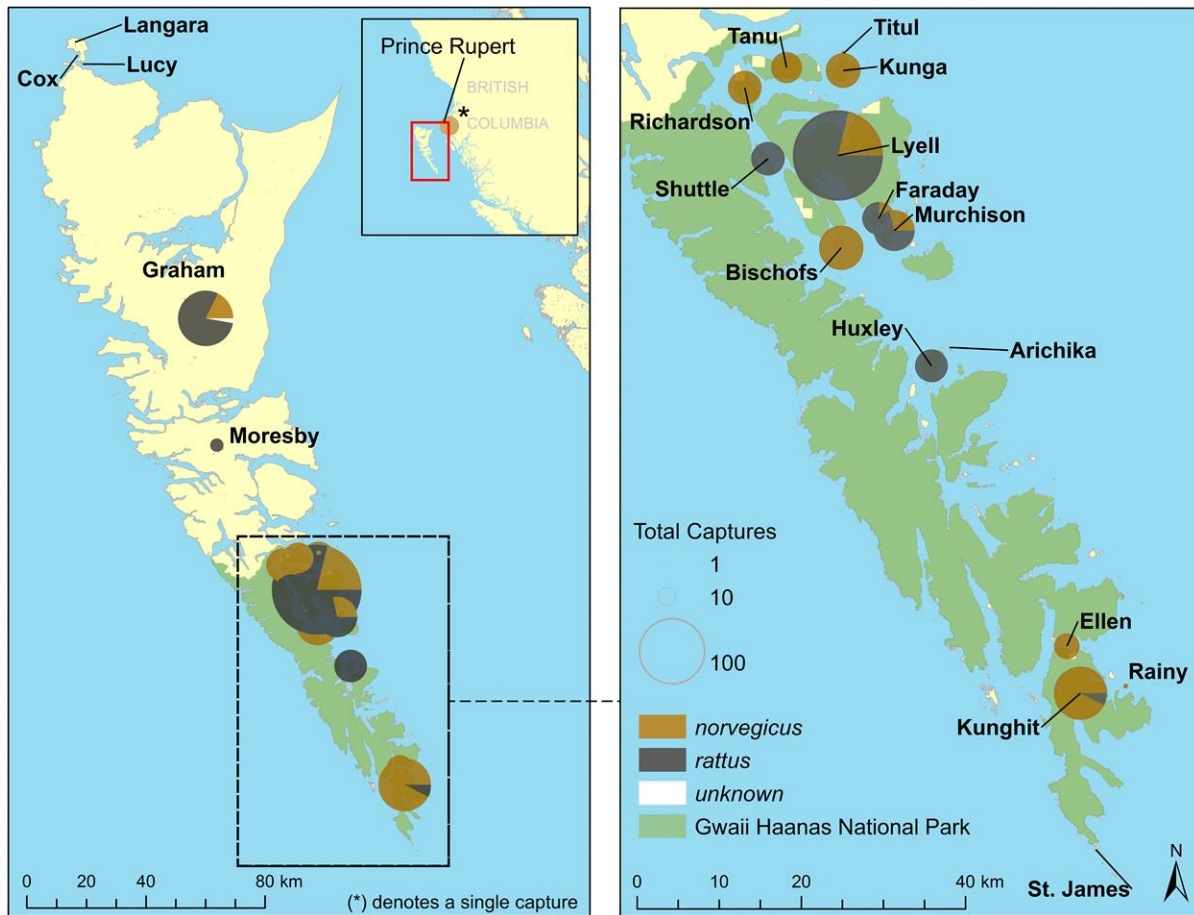 Langara
Cox
Lucy
Prince Rupert
BRITISH
*
COLUMBIA
Graham
Moresby
0 20 40 80 km
(*) denotes a single capture
Tanu
Titul
Kunga
Richardson
Lyell
Shuttle
Faraday
Murchison
Bischofs
Huxley
Arichika
Total Captures
1
10
100
Ellen
Rainy
Kunghit
norvegicus
rattus
unknown
Gwaii Haanas National Park
St. James
N
0 10 20 40 km